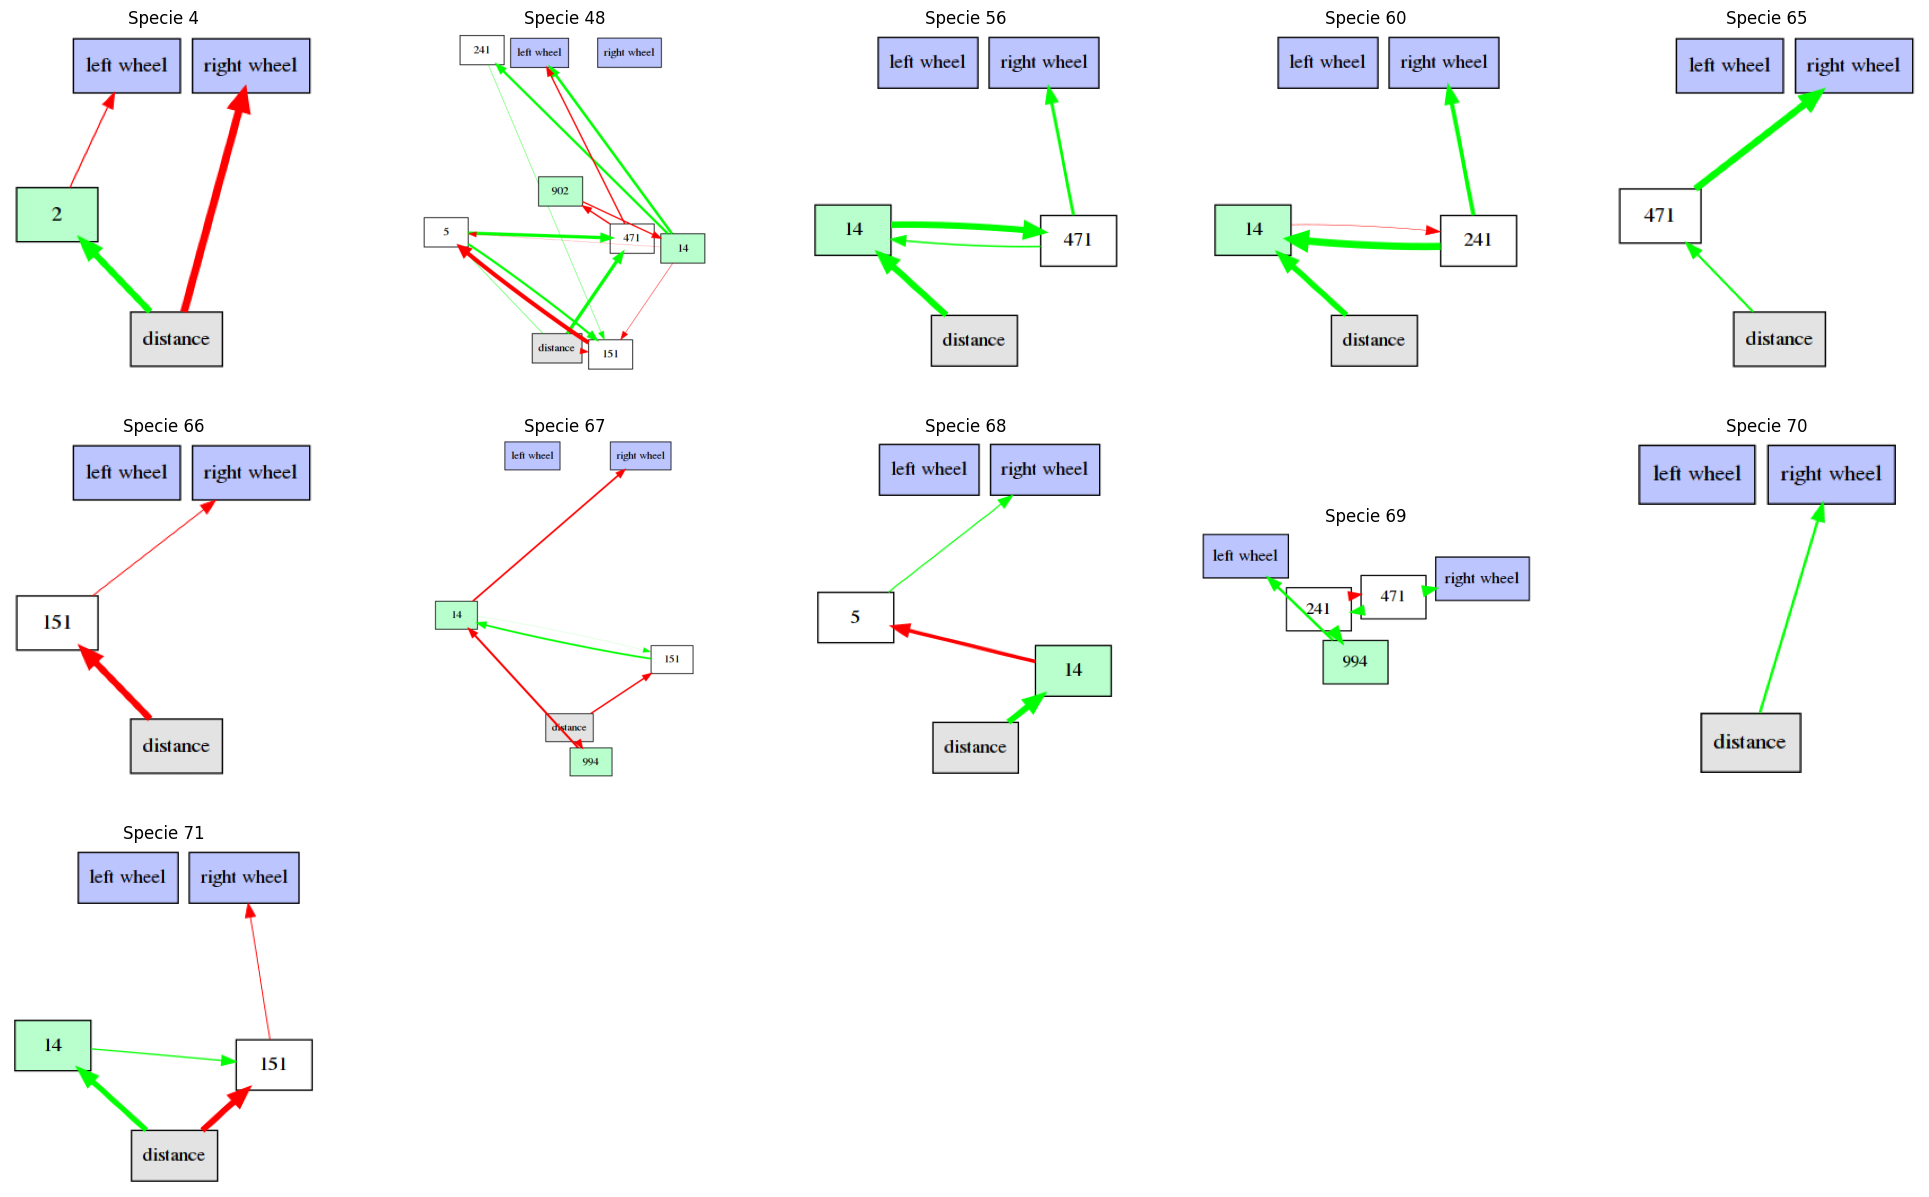 Specie 4
left wheel right wheel
2
distance
Specie 48
241 left wheel right wheel
902
5 471 14
distance 151
Specie 56
left wheel right wheel
14 471
distance
Specie 60
left wheel right wheel
14 241
distance
Specie 65
left wheel right wheel
471
distance
Specie 66
left wheel right wheel
151
distance
Specie 67
left wheel right wheel
14
151
distance
994
Specie 68
left wheel right wheel
5
14
distance
Specie 69
left wheel
right wheel
241 471
994
Specie 70
left wheel right wheel
distance
Specie 71
left wheel right wheel
14
151
distance